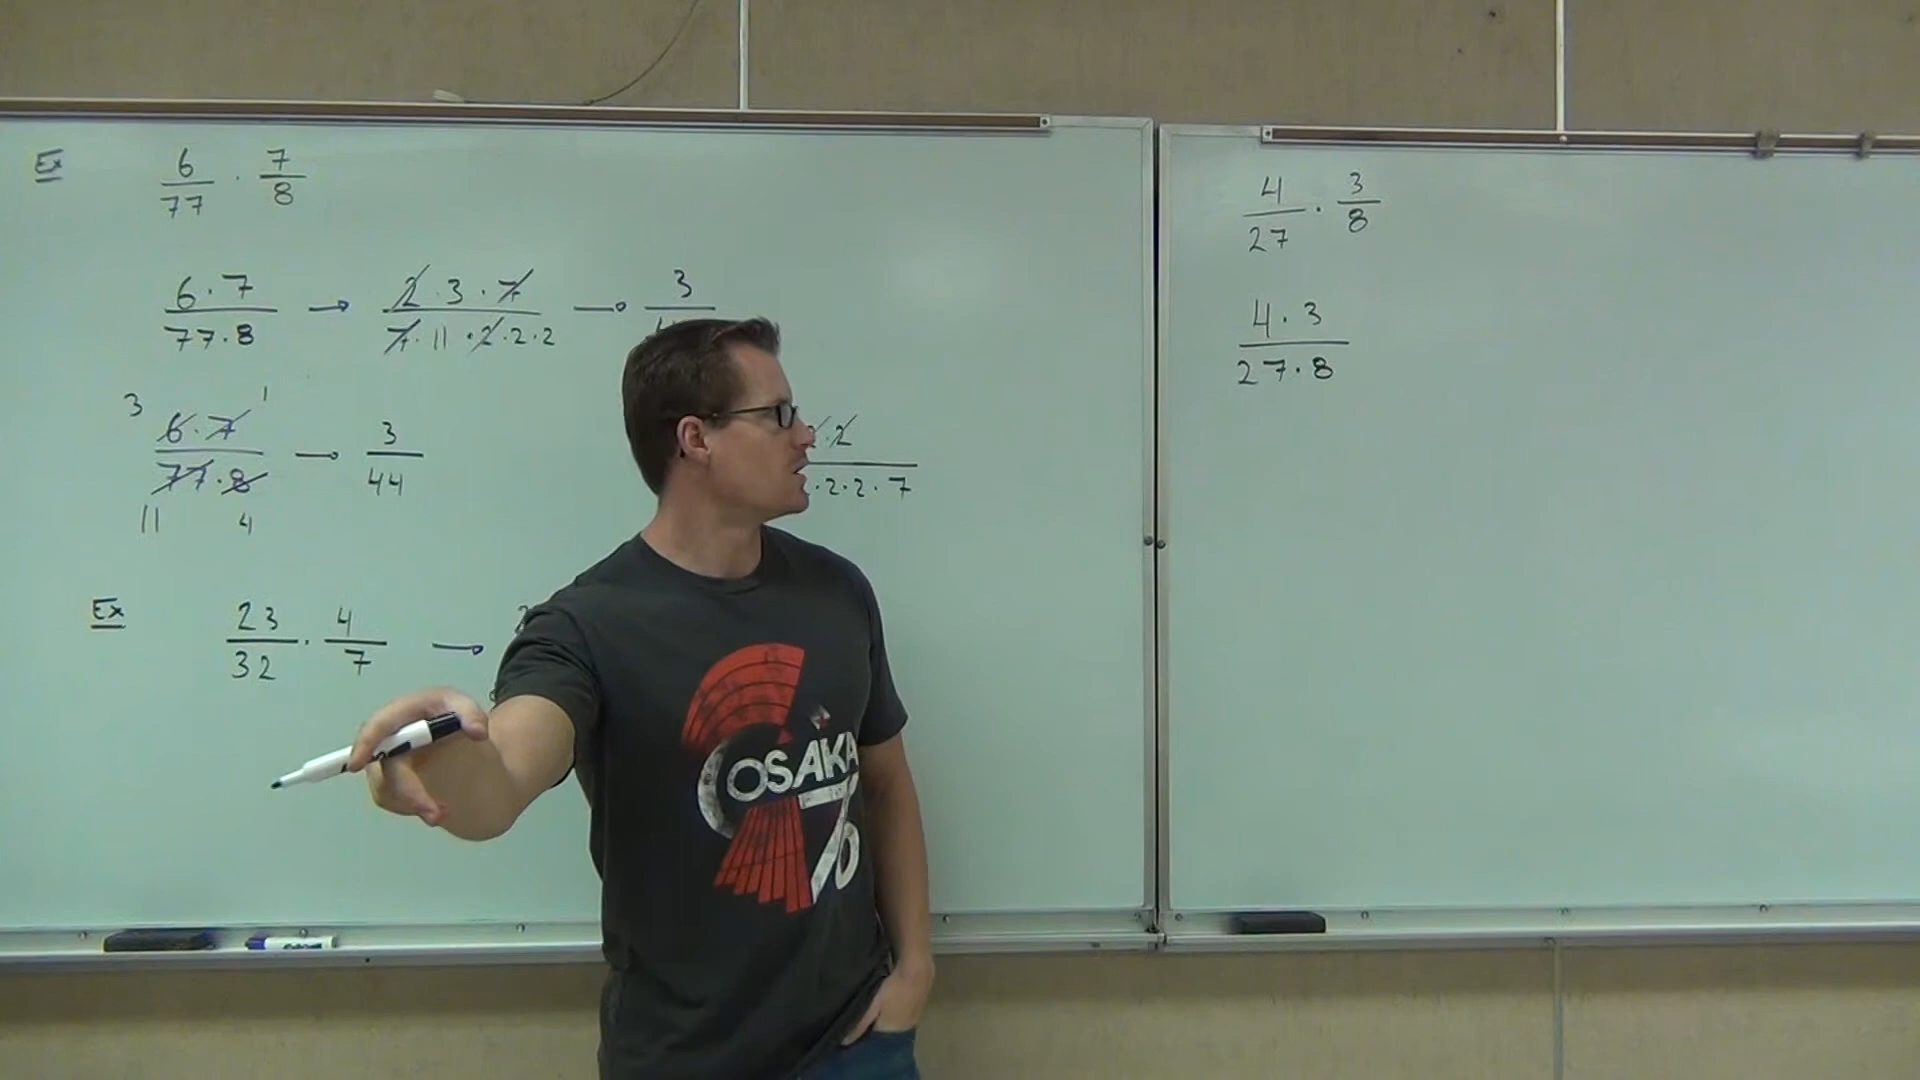 Ex 6/77 · 7/8
6·7/77·8 → 2·3·7/7·11·2·2·2 → 3
3 1
6·7/77·8 → 3/44
11 4
·2/·2·2·7
Ex 23/32 · 4/7 →
4/27 · 3/8
4·3/27·8
OSAKA
70